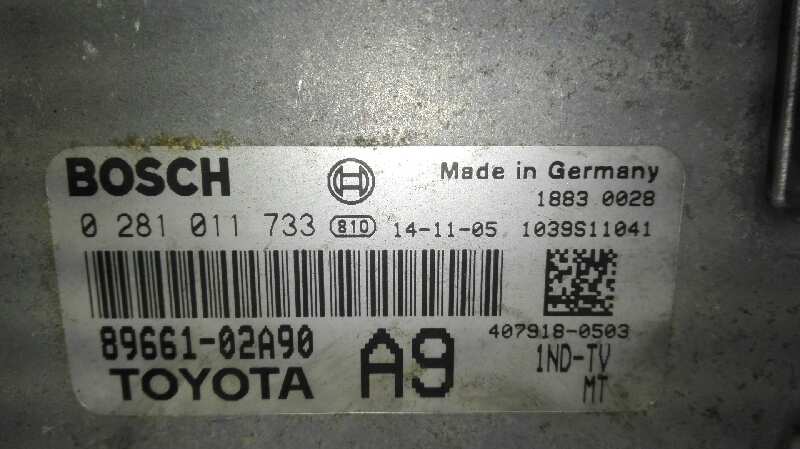 BOSCH
Made in Germany
1883 0028
0 281 011 733 810 14-11-05 1039S11041
407918-0503
89661-02A90
A9
1ND-TV
TOYOTA
MT